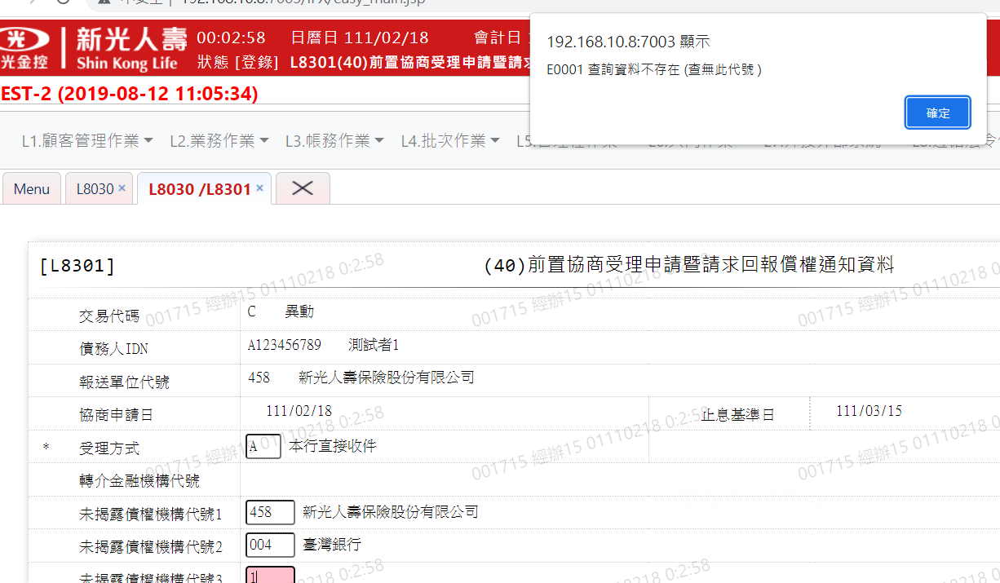 192.168.10.8:7003/iFX/easy_main.jsp
新光人壽
光金控
Shin Kong Life
00:02:58 日曆日 111/02/18 會計日
狀態 [登錄] L8301(40)前置協商受理申請暨請求
192.168.10.8:7003 顯示
E0001 查詢資料不存在 (查無此代號 )
確定
EST-2 (2019-08-12 11:05:34)
L1.顧客管理作業 L2.業務作業 L3.帳務作業 L4.批次作業
Menu L8030 × L8030 /L8301 ×
[L8301] (40)前置協商受理申請暨請求回報償權通知資料
交易代碼 C 異動
債務人IDN A123456789 測試者1
報送單位代號 458 新光人壽保險股份有限公司
協商申請日 111/02/18 止息基準日 111/03/15
* 受理方式 A 本行直接收件
轉介金融機構代號
未揭露債權機構代號1 458 新光人壽保險股份有限公司
未揭露債權機構代號2 004 臺灣銀行
未揭露債權機構代號3 1
001715 經辦15 01110218 0:2:58